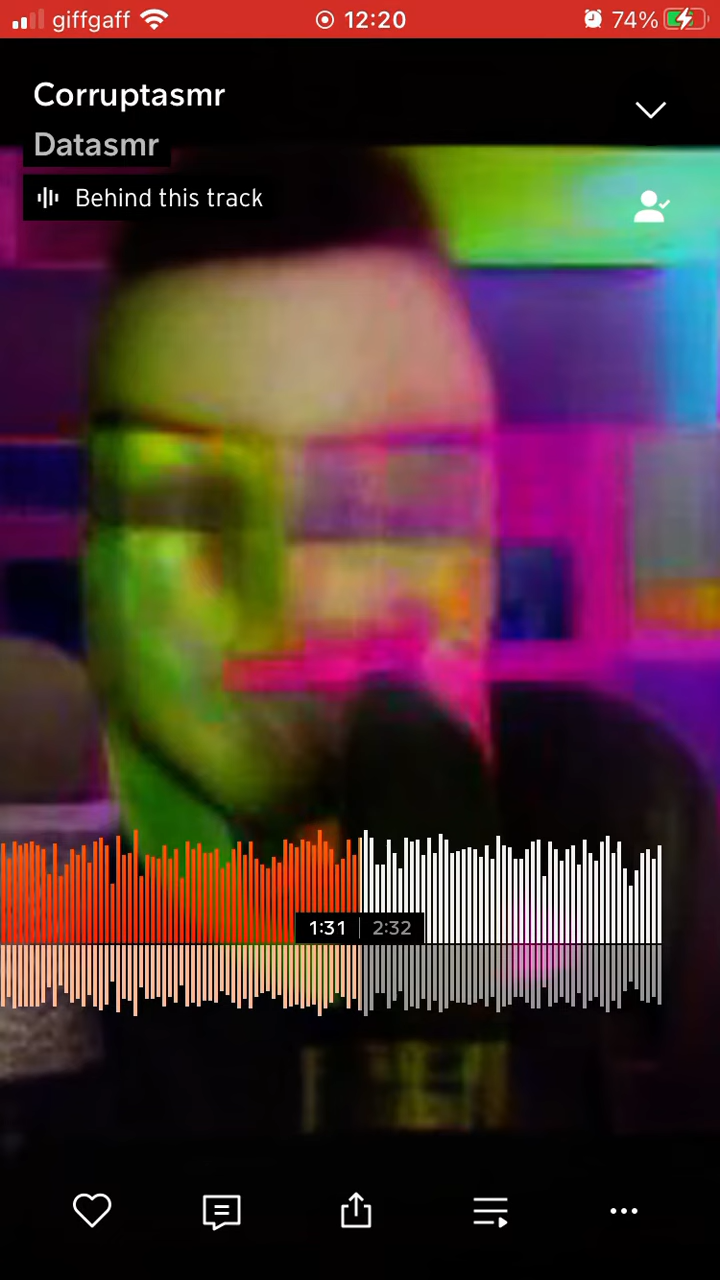 giffgaff 12:20 74%
Corruptasmr
Datasmr
Behind this track
1:31 2:32